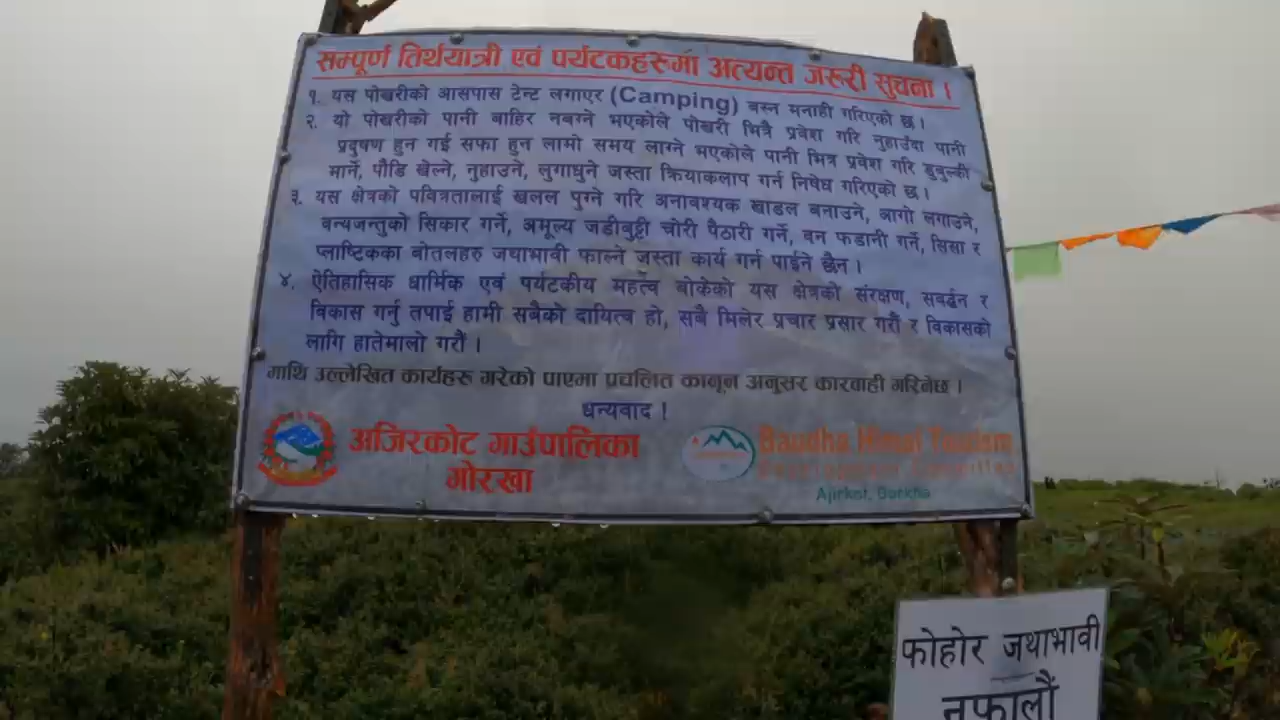 सम्पूर्ण तिर्थयात्री एवं पर्यटकहरुमा अत्यन्त जरूरी सुचना ।
१. यस पोखरीको आसपास टेन्ट लगाएर (Camping) बस्न मनाही गरिएको छ ।
२. यो पोखरीको पानी बाहिर नबग्ने भएकोले पोखरी भित्रै प्रवेश गरि नुहाउँदा पानी
प्रदुषण हुन गई सफा हुन लामो समय लाग्ने भएकोले पानी भित्र प्रवेश गरि डुबुल्की
मार्ने, पौडि खेल्ने, नुहाउने, लुगाधुने जस्ता क्रियाकलाप गर्न निषेध गरिएको छ ।
३. यस क्षेत्रको पवित्रतालाई खलल पुग्ने गरि अनावश्यक खाडल बनाउने, आगो लगाउने,
वन्यजन्तुको सिकार गर्ने, अमूल्य जडीबुट्टी चोरी पैठारी गर्ने, वन फडानी गर्ने, सिसा र
प्लाष्टिकका बोतलहरु जथाभावी फाल्ने जस्ता कार्य गर्न पाईने छैन ।
४. ऐतिहासिक धार्मिक एवं पर्यटकीय महत्व बोकेको यस क्षेत्रको संरक्षण, सबर्द्धन र
विकास गर्नु तपाई हामी सबैको दायित्व हो, सबै मिलेर प्रचार प्रसार गरौं र विकासको
लागि हातेमालो गरौं ।
माथि उल्लेखित कार्यहरू गरेको पाएमा प्रचलित कानून अनुसर कारवाही गरिनेछ ।
धन्यवाद !
अजिरकोट गाउँपालिका
गोरखा
Baudha Himal Tourism
Development Committee
Ajirkot, Gorkha
फोहोर जथाभावी
नफालौं